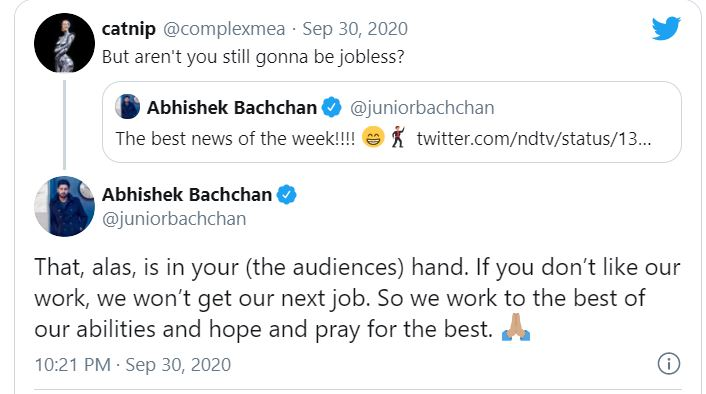 catnip @complexmea · Sep 30, 2020
But aren't you still gonna be jobless?
Abhishek Bachchan @juniorbachchan
The best news of the week!!!! 😄🕺🏻 twitter.com/ndtv/status/13...
Abhishek Bachchan
@juniorbachchan
That, alas, is in your (the audiences) hand. If you don’t like our
work, we won’t get our next job. So we work to the best of
our abilities and hope and pray for the best. 🙏🏽
10:21 PM · Sep 30, 2020